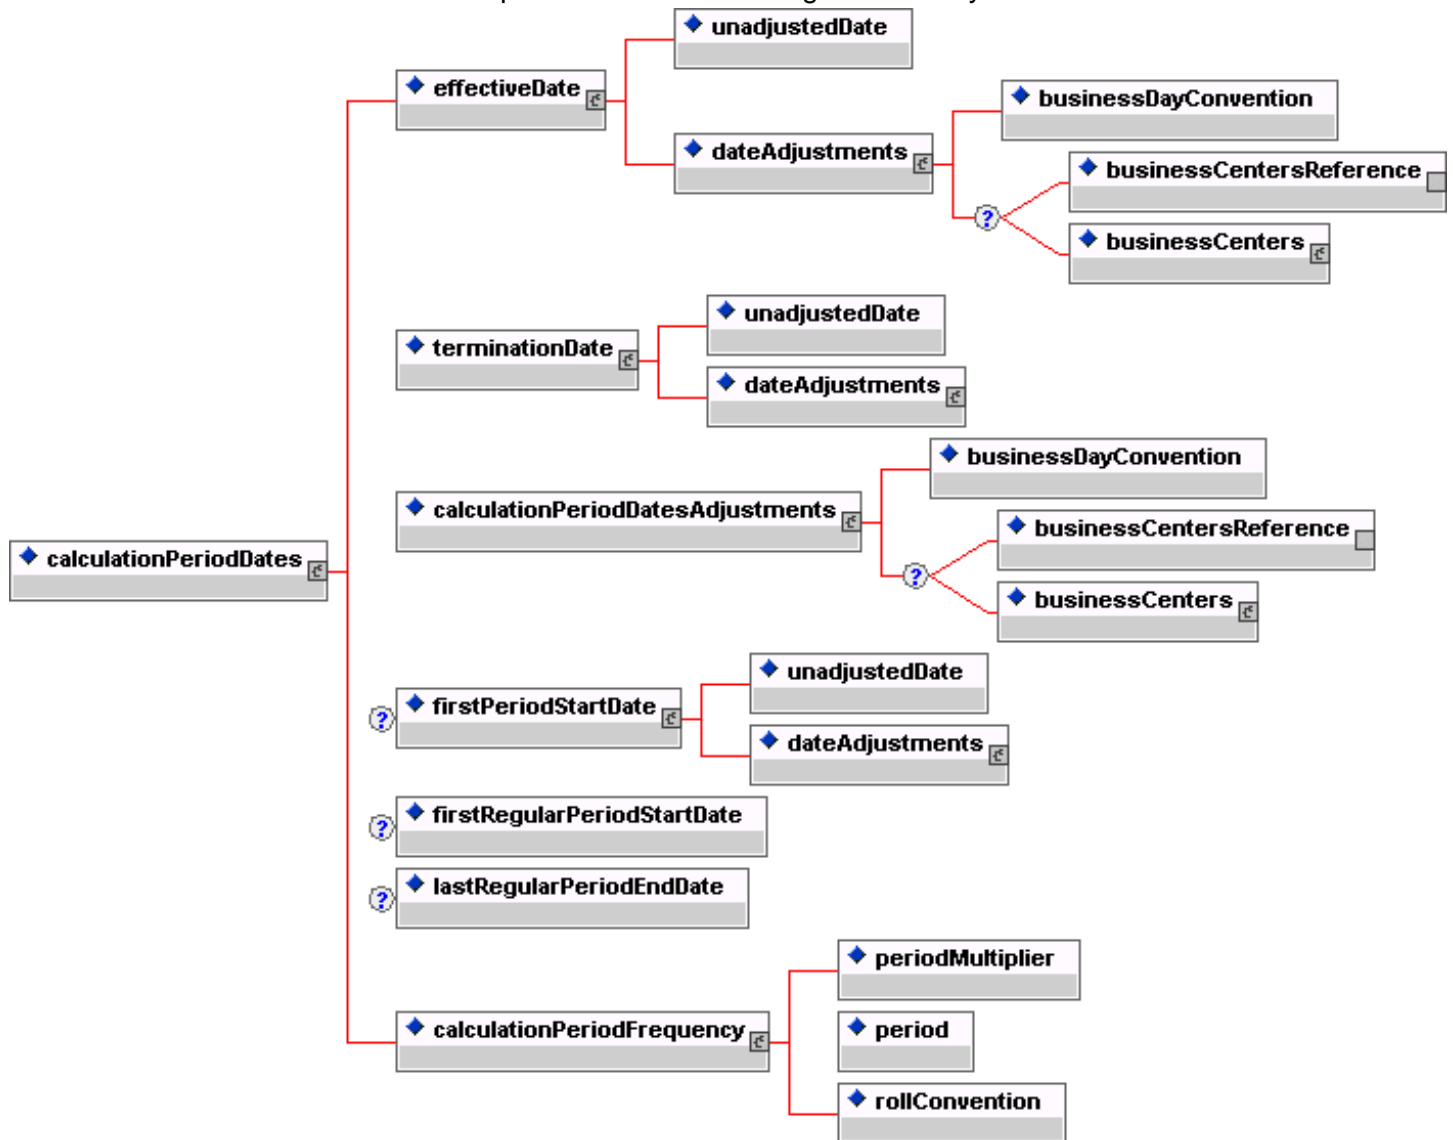 unadjustedDate
effectiveDate
businessDayConvention
dateAdjustments
businessCentersReference
?
businessCenters
unadjustedDate
terminationDate
dateAdjustments
businessDayConvention
calculationPeriodDatesAdjustments
businessCentersReference
calculationPeriodDates
?
businessCenters
unadjustedDate
? firstPeriodStartDate
dateAdjustments
? firstRegularPeriodStartDate
? lastRegularPeriodEndDate
periodMultiplier
calculationPeriodFrequency
period
rollConvention